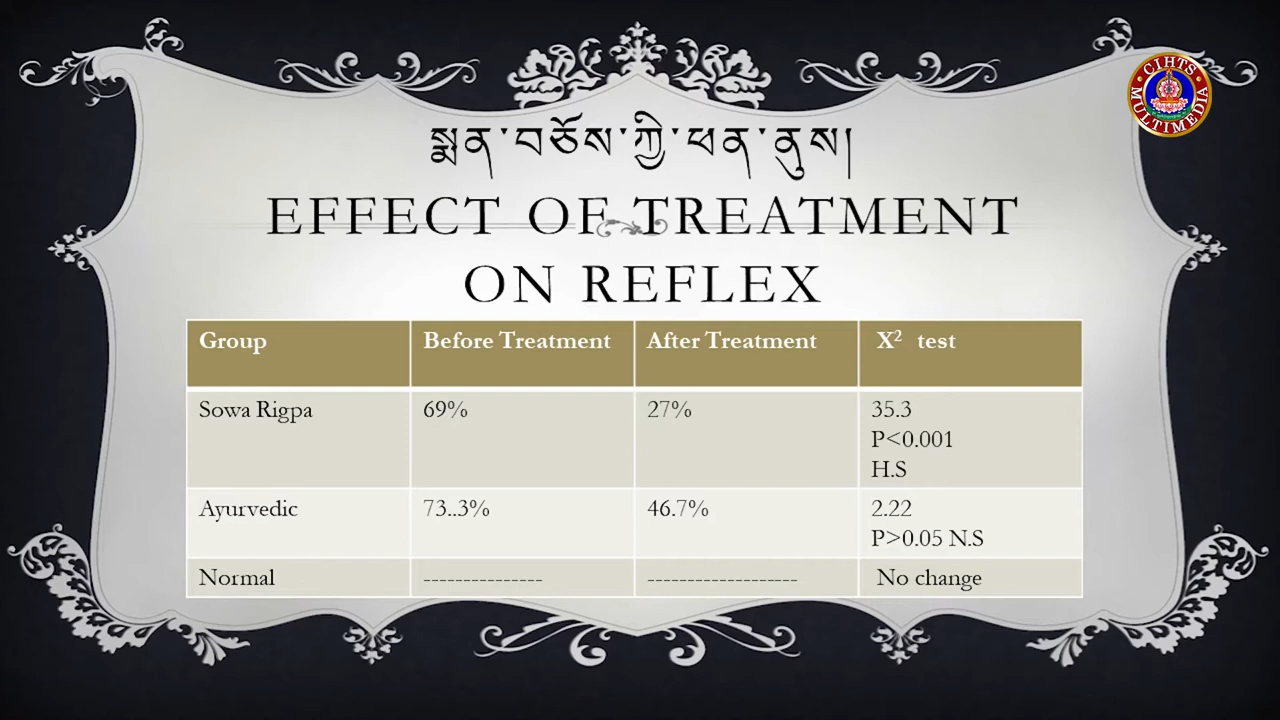 CIHTS
MULTIMEDIA
སྨན་བཅོས་ཀྱི་ཕན་ནུས།
EFFECT OF TREATMENT
ON REFLEX
Group Before Treatment After Treatment X² test
Sowa Rigpa 69% 27% 35.3
P<0.001
H.S
Ayurvedic 73..3% 46.7% 2.22
P>0.05 N.S
Normal --------------- ------------------- No change